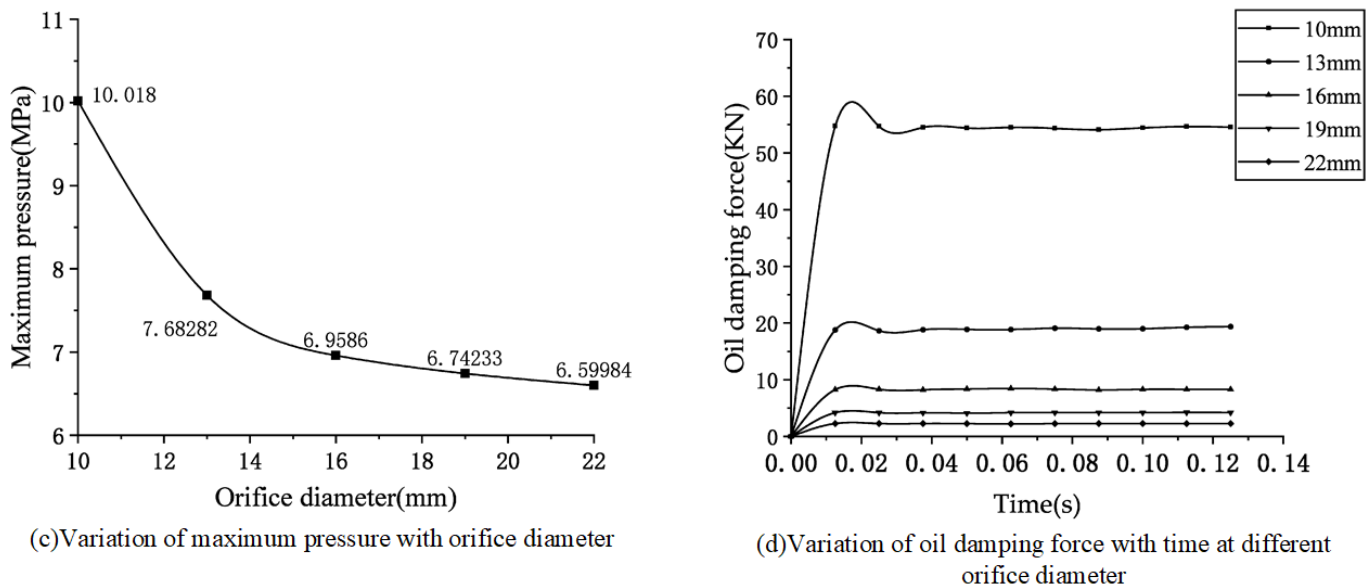 11
10
9
8
7
6
Maximum pressure(MPa)
10.018
7.68282
6.9586
6.74233
6.59984
10 12 14 16 18 20 22
Orifice diameter(mm)
(c)Variation of maximum pressure with orifice diameter
70
60
50
40
30
20
10
0
Oil damping force(KN)
10mm
13mm
16mm
19mm
22mm
0.00 0.02 0.04 0.06 0.08 0.10 0.12 0.14
Time(s)
(d)Variation of oil damping force with time at different
orifice diameter